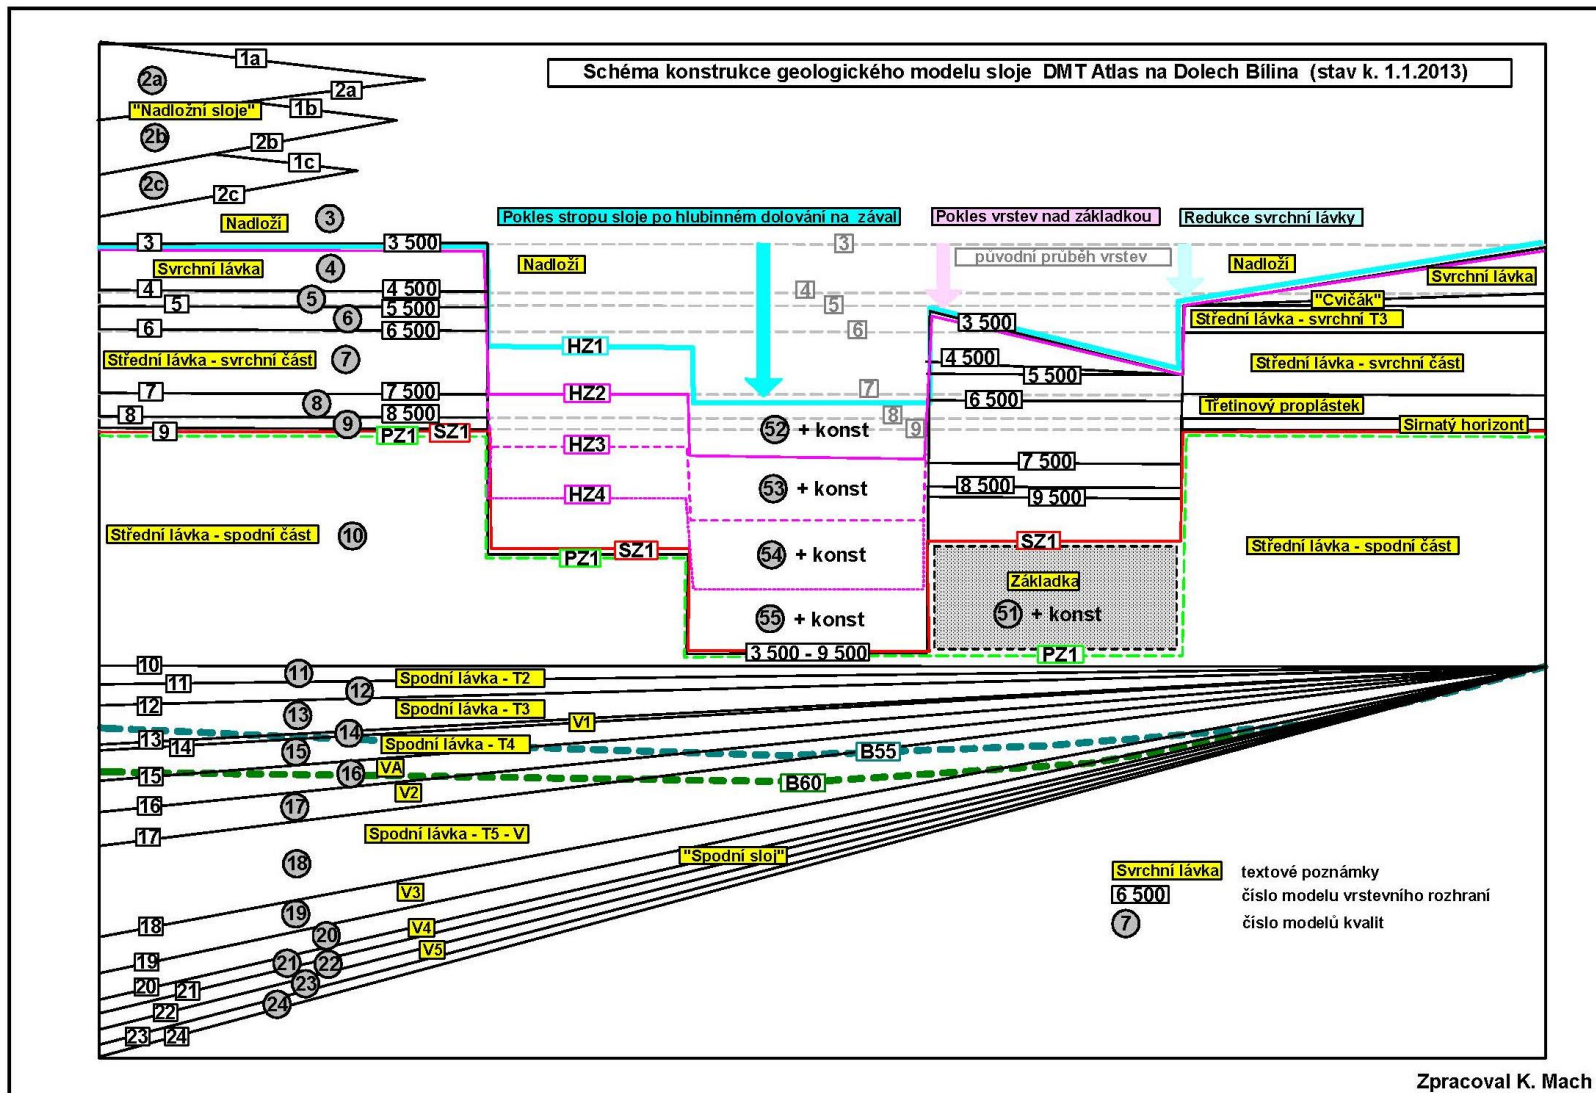 Schéma konstrukce geologického modelu sloje DMT Atlas na Dolech Bílina (stav k. 1.1.2013)
1a
2a
2a
"Nadložní sloje"
1b
2b
2b
1c
2c
2c
3
Nadloží
Pokles stropu sloje po hlubinném dolování na zával
Pokles vrstev nad základkou
Redukce svrchní lávky
3
3 500
3
původní průběh vrstev
Nadloží
Nadloží
Svrchní lávka
4
Svrchní lávka
4
4 500
4
5
"Cvičák"
5
5 500
5
6
Střední lávka - svrchní T3
6
6 500
6
3 500
HZ1
Střední lávka - svrchní část
7
4 500
5 500
Střední lávka - svrchní část
7
7 500
HZ2
7
6 500
8
8
8 500
8
Třetinový proplástek
9
9
PZ1
SZ1
52 + konst
9
Sirnatý horizont
HZ3
7 500
HZ4
53 + konst
8 500
9 500
Střední lávka - spodní část
10
PZ1
SZ1
54 + konst
SZ1
Střední lávka - spodní část
Základka
55 + konst
51 + konst
3 500 - 9 500
PZ1
10
11
11
Spodní lávka - T2
12
12
13
Spodní lávka - T3
V1
13
14
14
15
Spodní lávka - T4
B55
15
16
VA
B60
16
17
V2
17
Spodní lávka - T5 - V
18
"Spodní sloj"
V3
18
19
V4
20
V5
19
21
22
20
21
23
22
24
23
24
Svrchní lávka textové poznámky
6 500 číslo modelu vrstevního rozhraní
7 číslo modelů kvalit
Zpracoval K. Mach